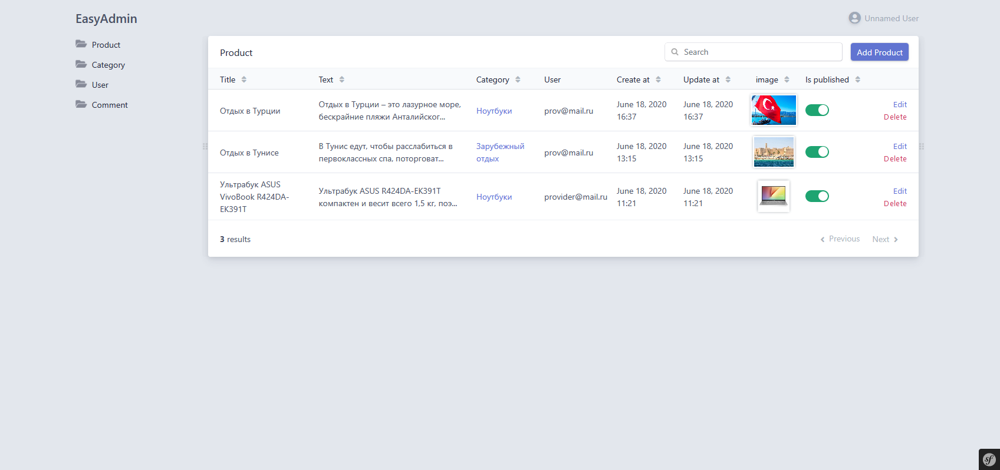 EasyAdmin
Unnamed User
Product
Category
User
Comment
Product
Search
Add Product
Title Text Category User Create at Update at image Is published
Отдых в Турции
Отдых в Турции – это лазурное море,
бескрайние пляжи Анталийског...
Ноутбуки
prov@mail.ru
June 18, 2020
16:37
June 18, 2020
16:37
Edit
Delete
Отдых в Тунисе
В Тунис едут, чтобы расслабиться в
первоклассных спа, поторговат...
Зарубежный
отдых
prov@mail.ru
June 18, 2020
13:15
June 18, 2020
13:15
Edit
Delete
Ультрабук ASUS
VivoBook R424DA-
EK391T
Ультрабук ASUS R424DA-EK391T
компактен и весит всего 1,5 кг, поэ...
Ноутбуки
provider@mail.ru
June 18, 2020
11:21
June 18, 2020
11:21
Edit
Delete
3 results
Previous Next
sf